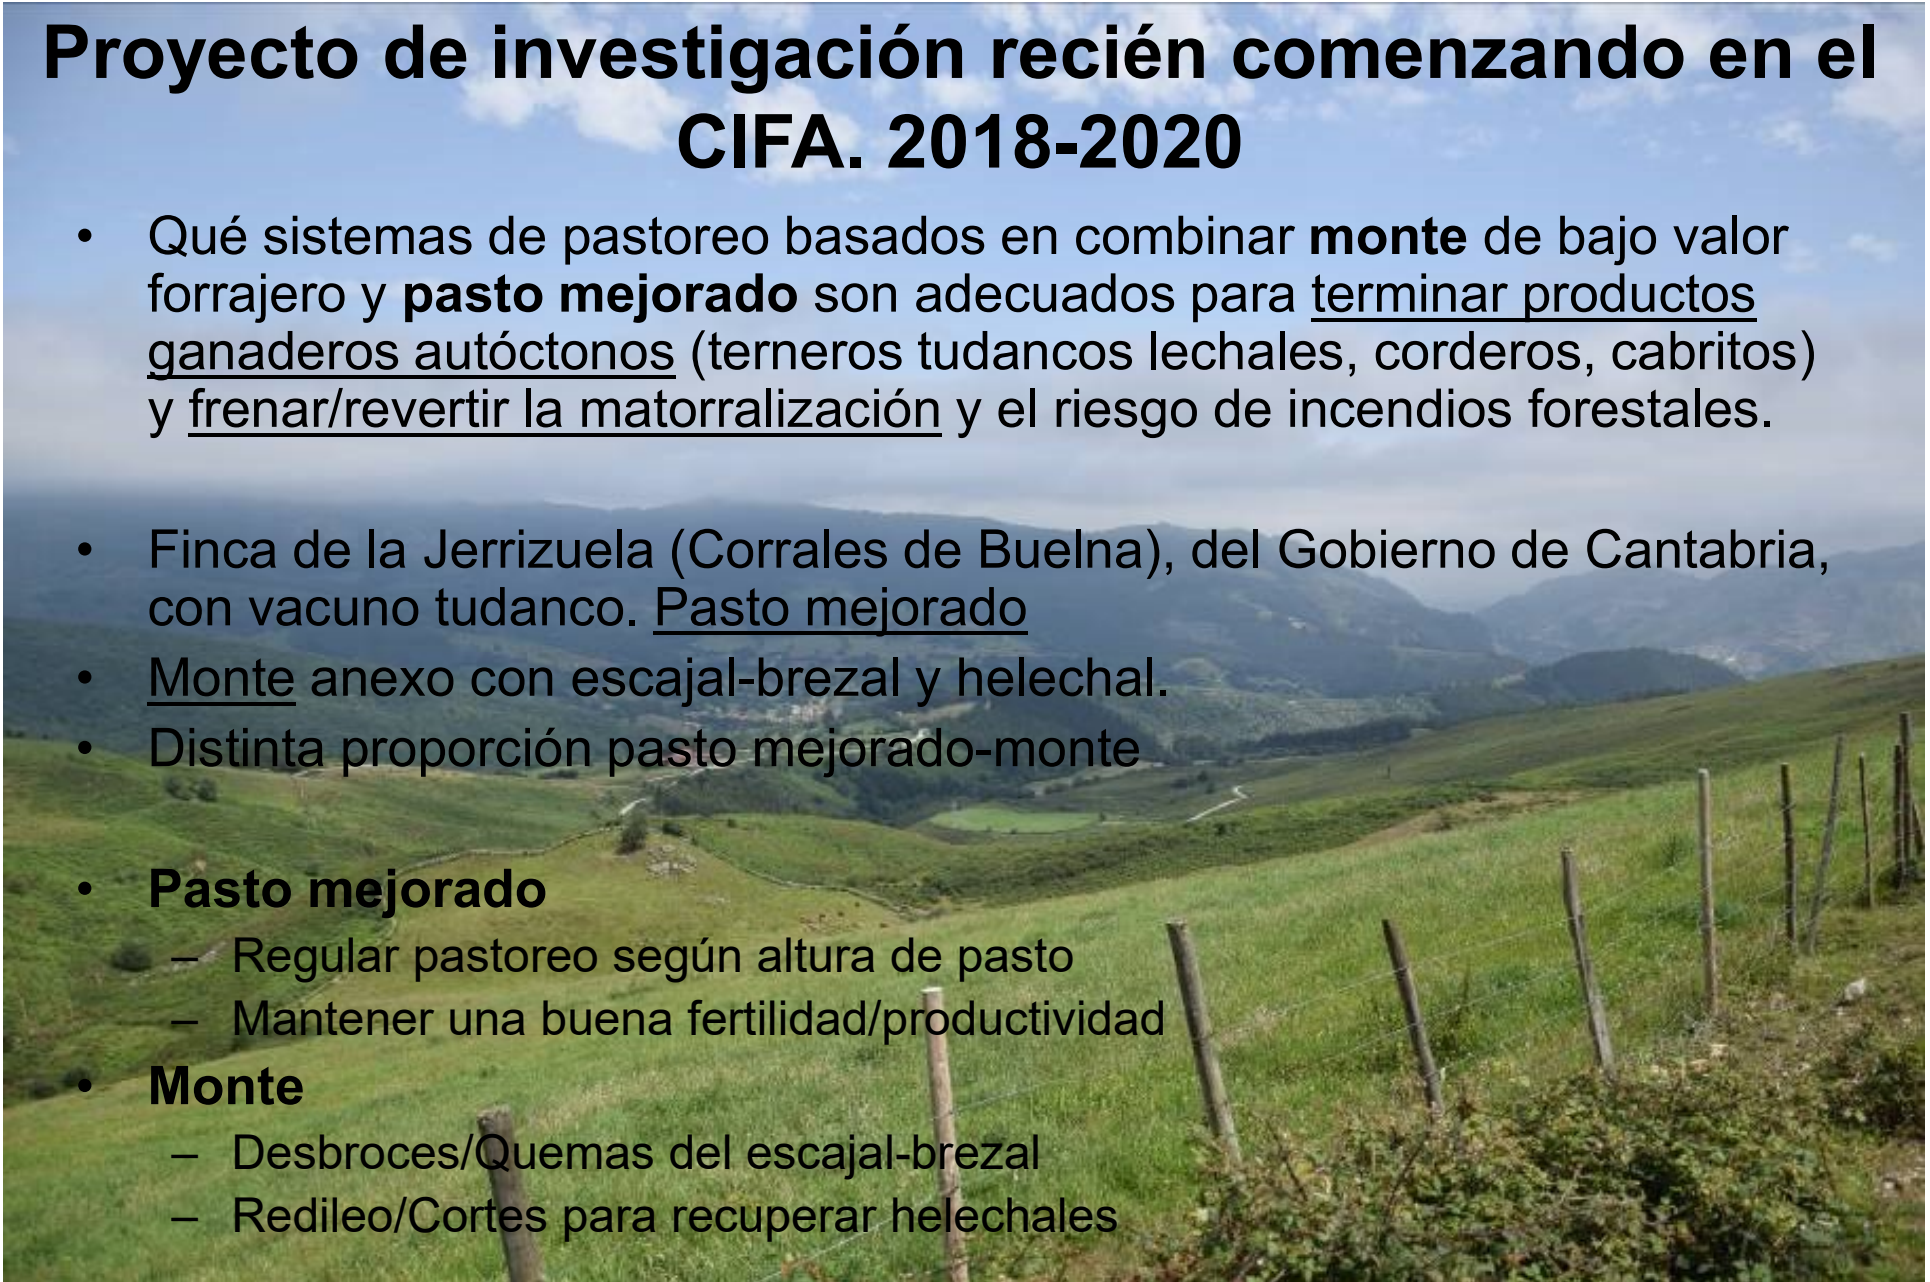 Proyecto de investigación recién comenzando en el
CIFA. 2018-2020
• Qué sistemas de pastoreo basados en combinar monte de bajo valor
forrajero y pasto mejorado son adecuados para terminar productos
ganaderos autóctonos (terneros tudancos lechales, corderos, cabritos)
y frenar/revertir la matorralización y el riesgo de incendios forestales.
• Finca de la Jerrizuela (Corrales de Buelna), del Gobierno de Cantabria,
con vacuno tudanco. Pasto mejorado
• Monte anexo con escajal-brezal y helechal.
• Distinta proporción pasto mejorado-monte
• Pasto mejorado
– Regular pastoreo según altura de pasto
– Mantener una buena fertilidad/productividad
• Monte
– Desbroces/Quemas del escajal-brezal
– Redileo/Cortes para recuperar helechales